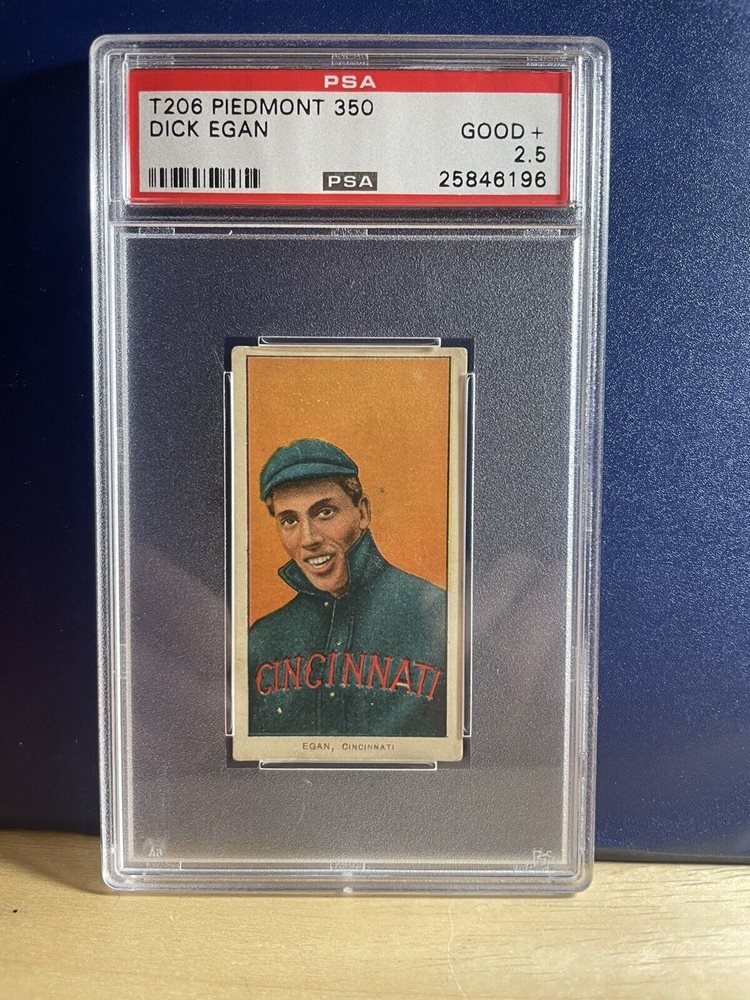 PSA
T206 PIEDMONT 350
DICK EGAN
GOOD +
2.5
PSA
25846196
CINCINNATI
EGAN, CINCINNATI